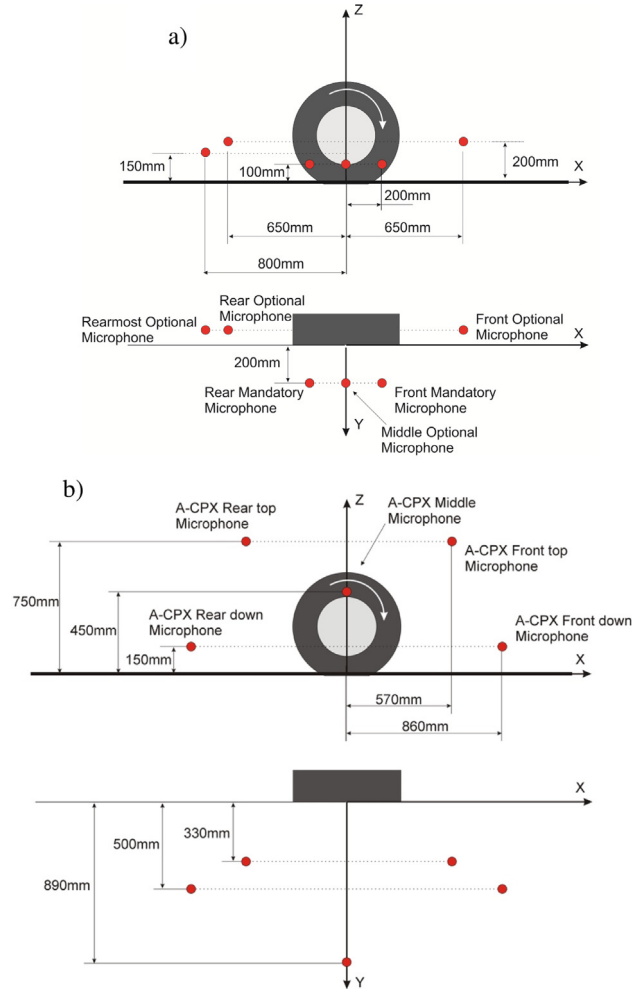 a)
Z
150mm
100mm
200mm
X
200mm
650mm
650mm
800mm
Rear Optional
Microphone
Rearmost Optional
Microphone
Front Optional
Microphone
X
200mm
Rear Mandatory
Microphone
Front Mandatory
Microphone
Middle Optional
Microphone
Y
b)
Z
A-CPX Rear top
Microphone
A-CPX Middle
Microphone
A-CPX Front top
Microphone
750mm
450mm
A-CPX Rear down
Microphone
A-CPX Front down
Microphone
150mm
X
570mm
860mm
X
330mm
500mm
890mm
Y